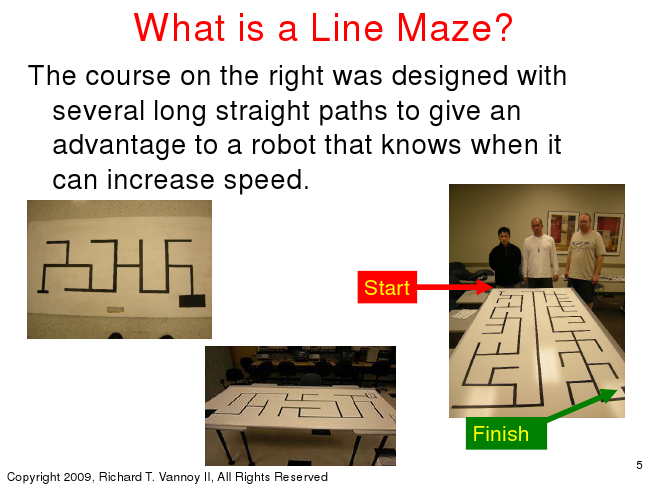 What is a Line Maze?
The course on the right was designed with
several long straight paths to give an
advantage to a robot that knows when it
can increase speed.
Start
Finish
5
Copyright 2009, Richard T. Vannoy II, All Rights Reserved